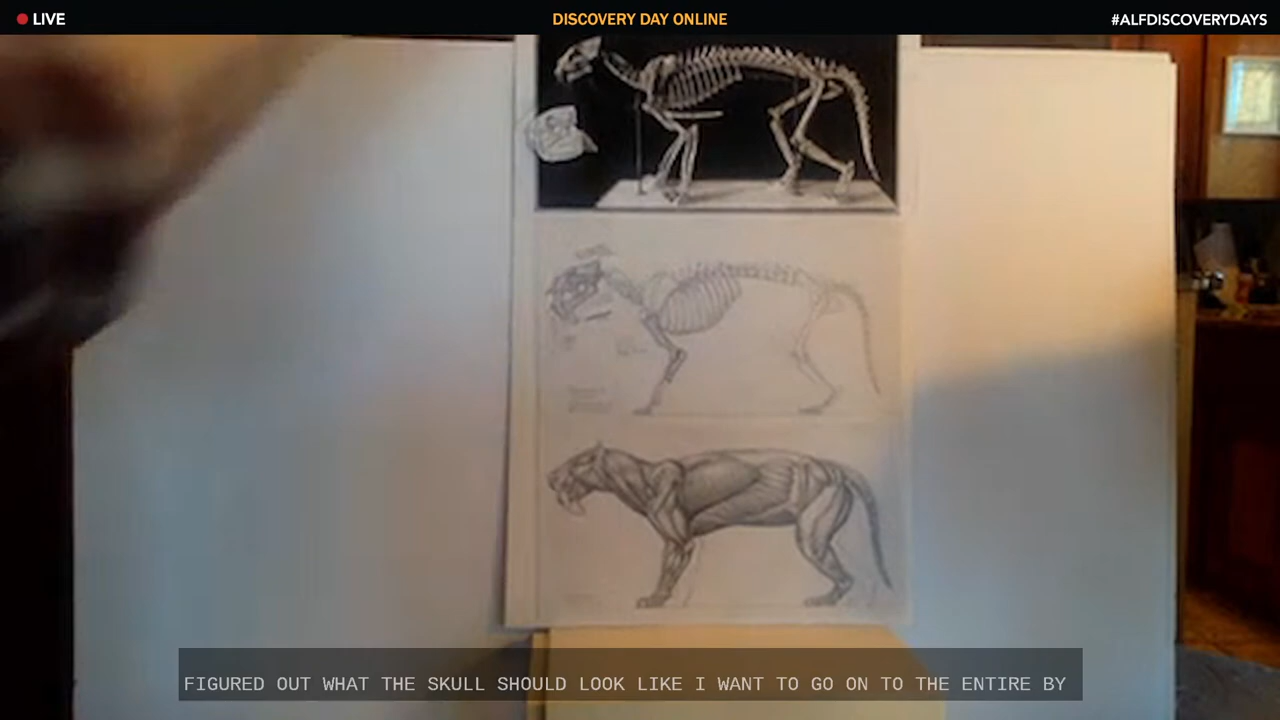 LIVE
DISCOVERY DAY ONLINE
#ALFDISCOVERYDAYS
FIGURED OUT WHAT THE SKULL SHOULD LOOK LIKE I WANT TO GO ON TO THE ENTIRE BY